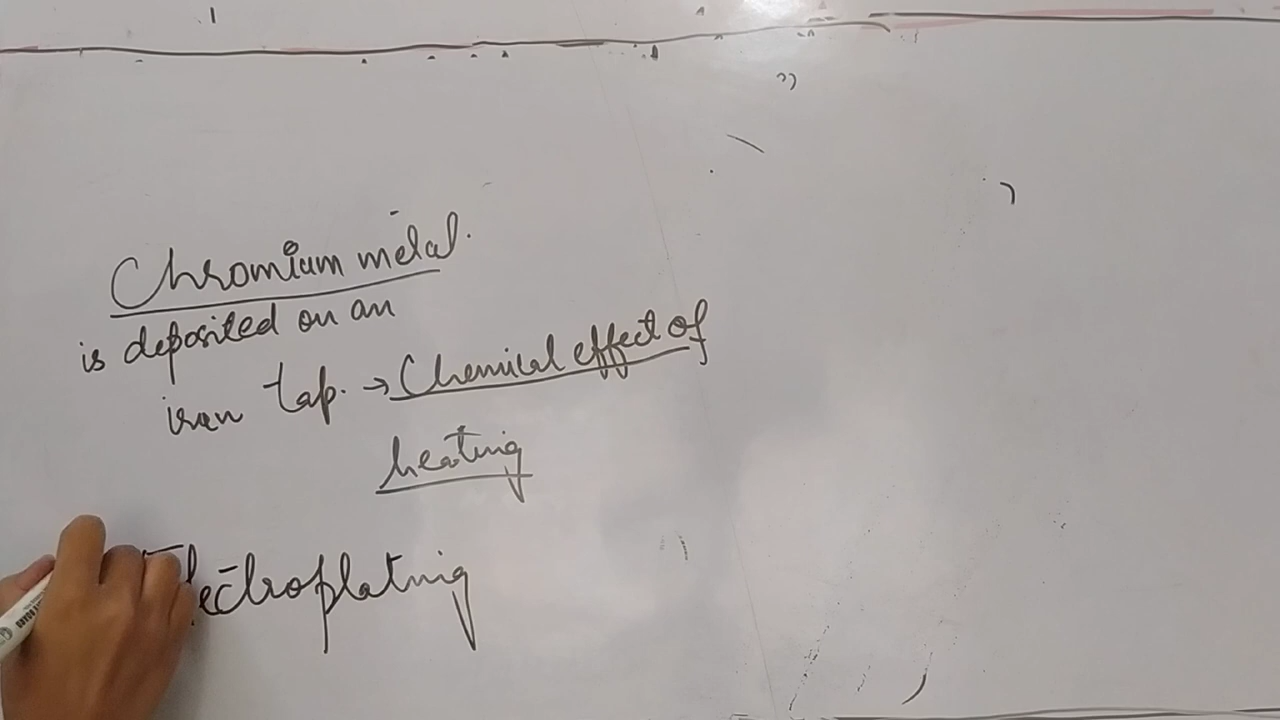 Chromium metal.
is deposited on an
iron tap. → Chemical effect of
heating
Electroplating